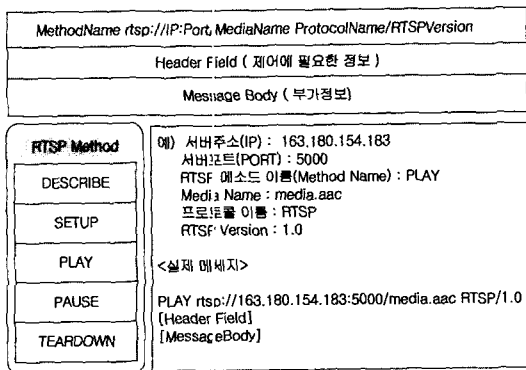 MethodName rtsp://IP:Port, MediaName ProtocolName/RTSPVersion
Header Field ( 제어에 필요한 정보 )
Message Body ( 부가정보)
RTSP Method
DESCRIBE
SETUP
PLAY
PAUSE
TEARDOWN
예) 서버주소(IP) : 163.180.154.183
서버포트(PORT) : 5000
RTSP 메소드 이름(Method Name) : PLAY
Media Name : media.aac
프로토콜 이름 : RTSP
RTSP Version : 1.0
<실제 메세지>
PLAY rtsp://163.180.154.183:5000/media.aac RTSP/1.0
[Header Field]
[MessageBody]